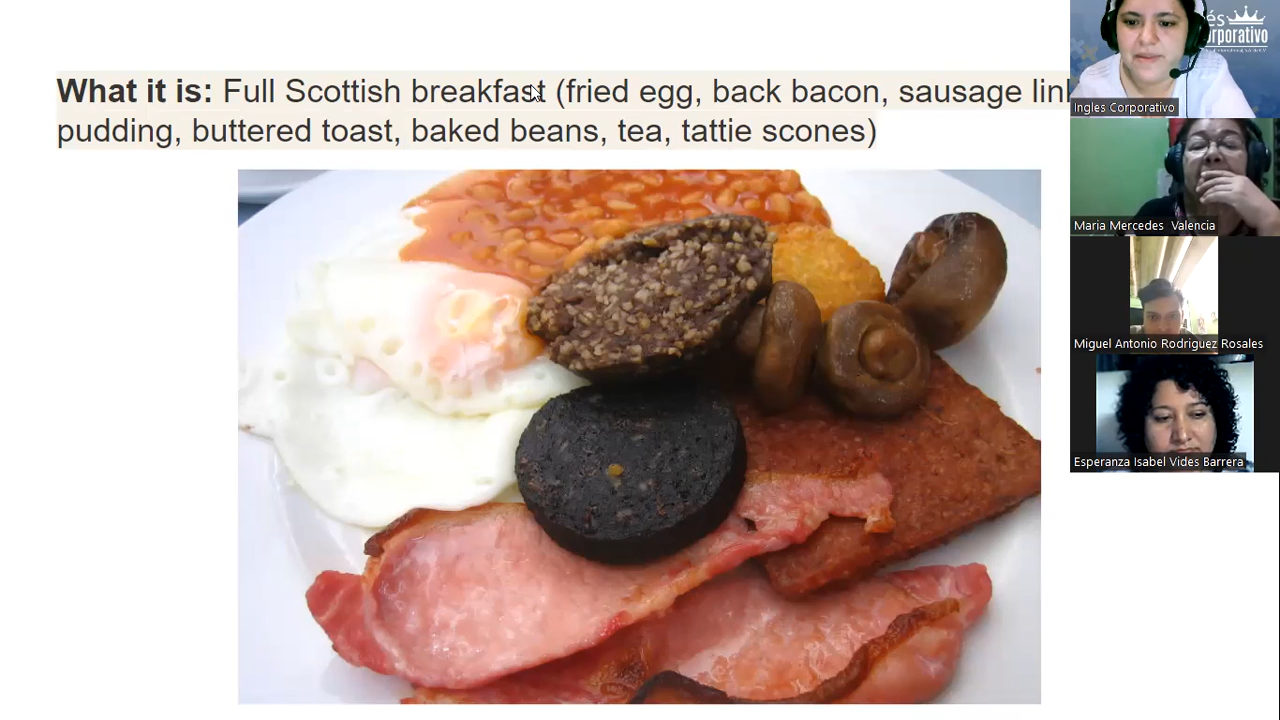 What it is: Full Scottish breakfast (fried egg, back bacon, sausage
pudding, buttered toast, baked beans, tea, tattie scones)
Ingles Corporativo
Maria Mercedes Valencia
Miguel Antonio Rodriguez Rosales
Esperanza Isabel Vides Barrera